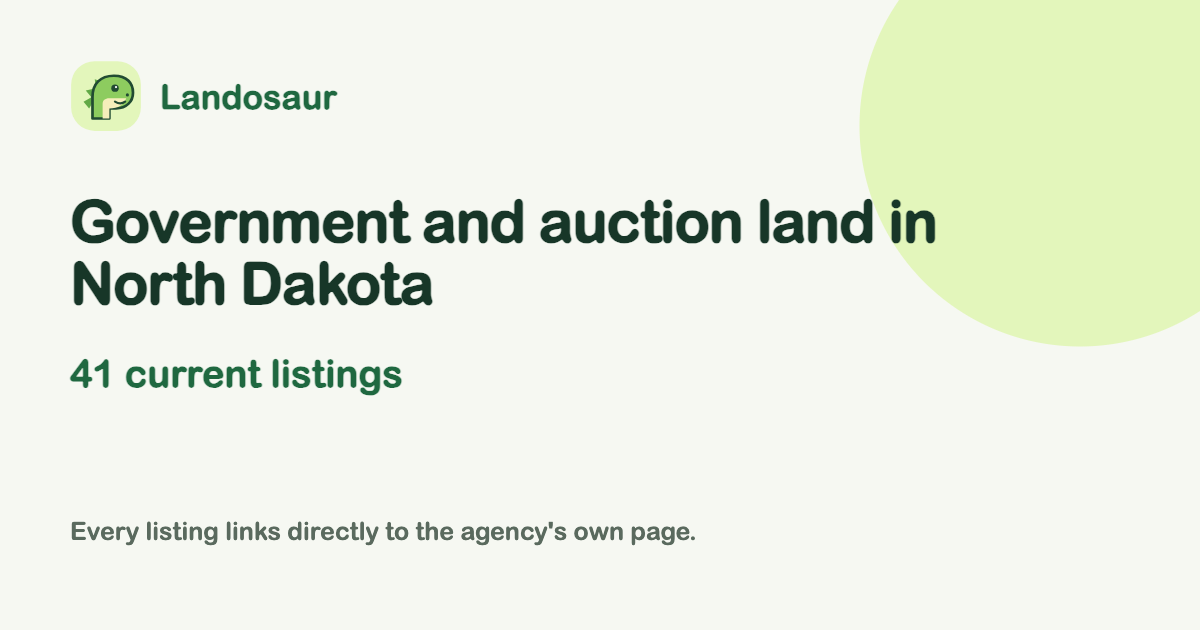 Landosaur
Government and auction land in
North Dakota
41 current listings
Every listing links directly to the agency's own page.